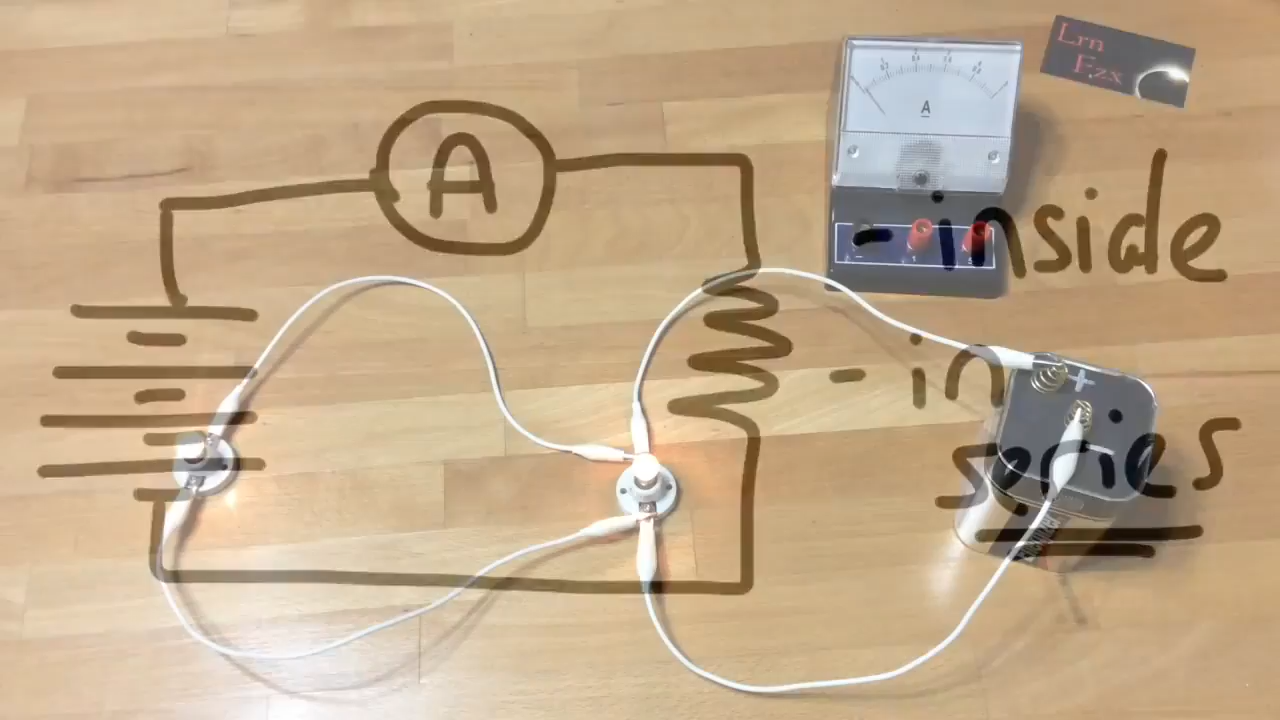 Lrn
Fzx
A
A
- inside
- in
series
+